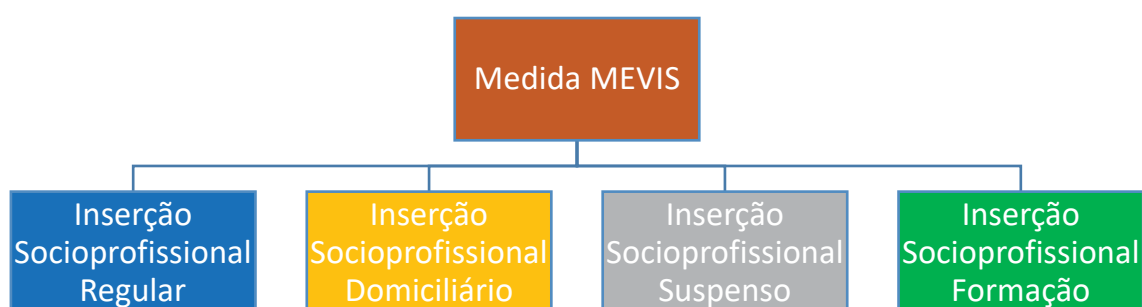 Medida MEVIS
Inserção
Socioprofissional
Regular
Inserção
Socioprofissional
Domiciliário
Inserção
Socioprofissional
Suspenso
Inserção
Socioprofissional
Formação